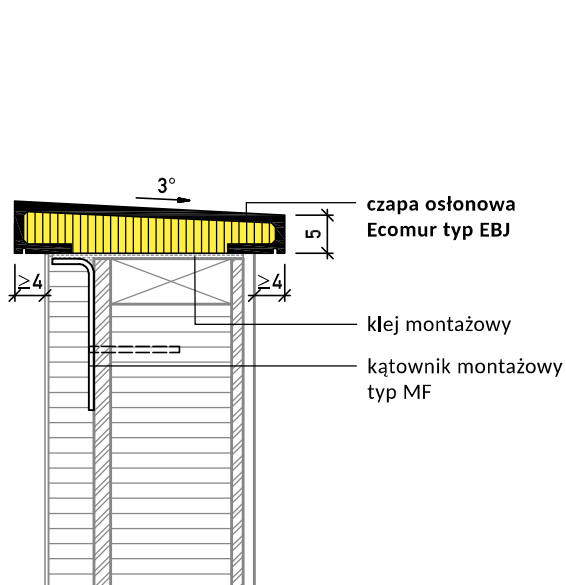 3°
czapa osłonowa
Ecomur typ EBJ
5
≥4
≥4
klej montażowy
kątownik montażowy
typ MF